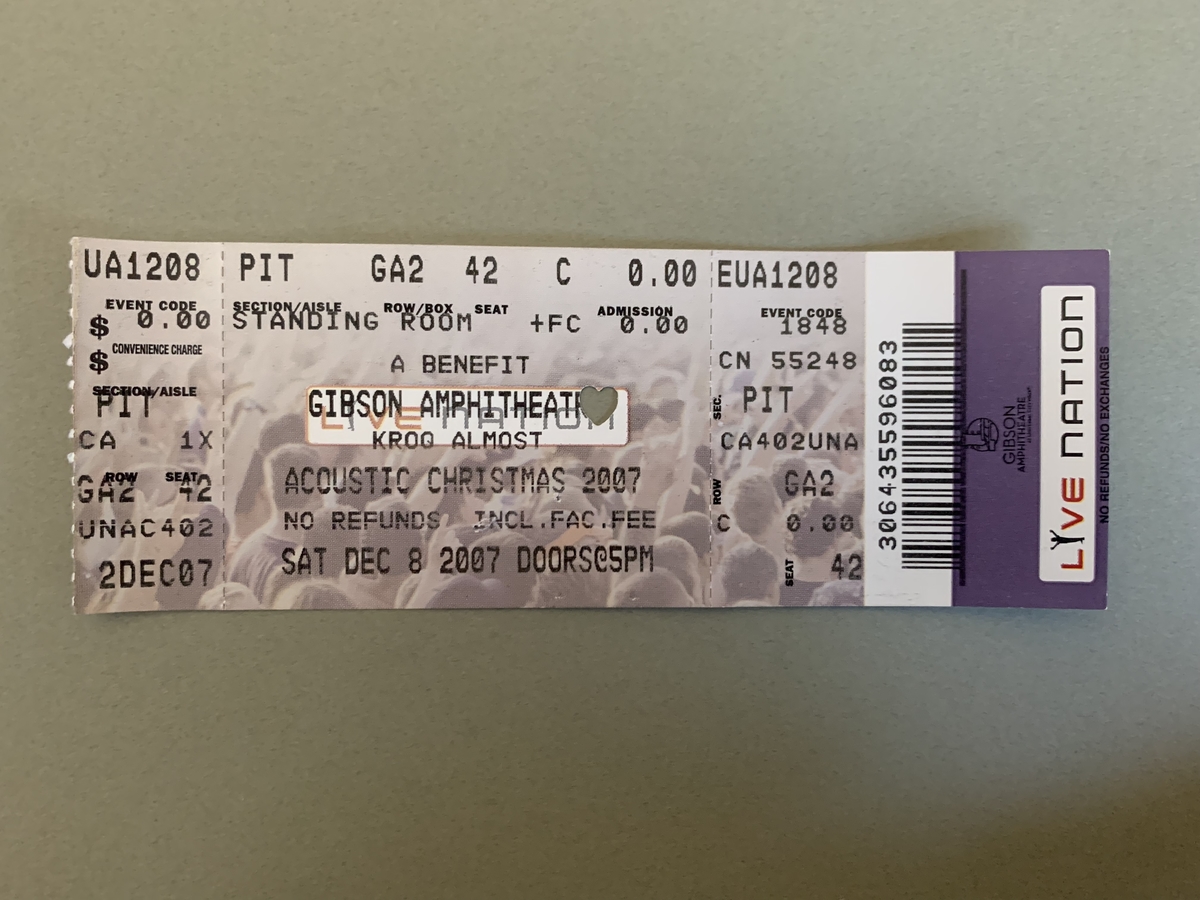 UA1208
EVENT CODE
$ 0.00
$ CONVENIENCE CHARGE
SECTION/AISLE
PIT
CA 1X
ROW SEAT
GA2 42
UNAC402
2DEC07
PIT GA2 42 C 0.00
SECTION/AISLE ROW/BOX SEAT ADMISSION
STANDING ROOM +FC 0.00
A BENEFIT
GIBSON AMPHITHEATR
LIVE NATION
KROQ ALMOST
ACOUSTIC CHRISTMAS 2007
NO REFUNDS INCL.FAC.FEE
SAT DEC 8 2007 DOORS@5PM
EUA1208
EVENT CODE
1848
CN 55248
SEC.
PIT
CA402UNA
ROW
GA2
C 0.00
SEAT
42
306435596083
GIBSON
AMPHITHEATRE
LIVE NATION
NO REFUNDS/NO EXCHANGES